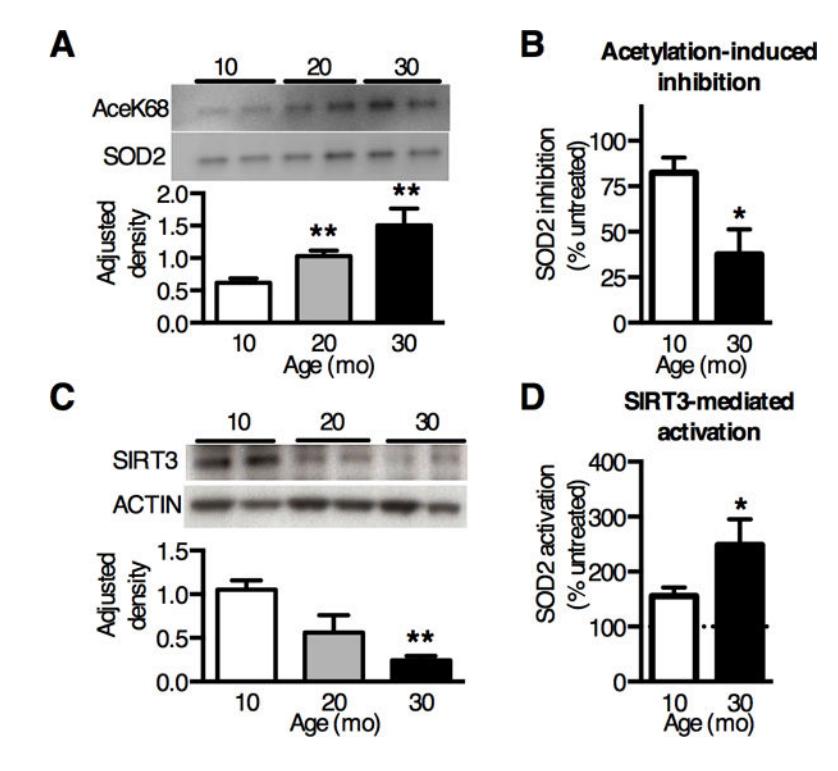 A
10 20 30
AceK68
SOD2
Adjusted
density
2.0
1.5
1.0
0.5
0.0
**
**
10 20 30
Age (mo)
B
Acetylation-induced
inhibition
SOD2 inhibition
(% untreated)
100
75
50
25
0
*
10 30
Age (mo)
C
10 20 30
SIRT3
ACTIN
Adjusted
density
1.5
1.0
0.5
0.0
**
10 20 30
Age (mo)
D
SIRT3-mediated
activation
SOD2 activation
(% untreated)
400
300
200
100
0
*
10 30
Age (mo)